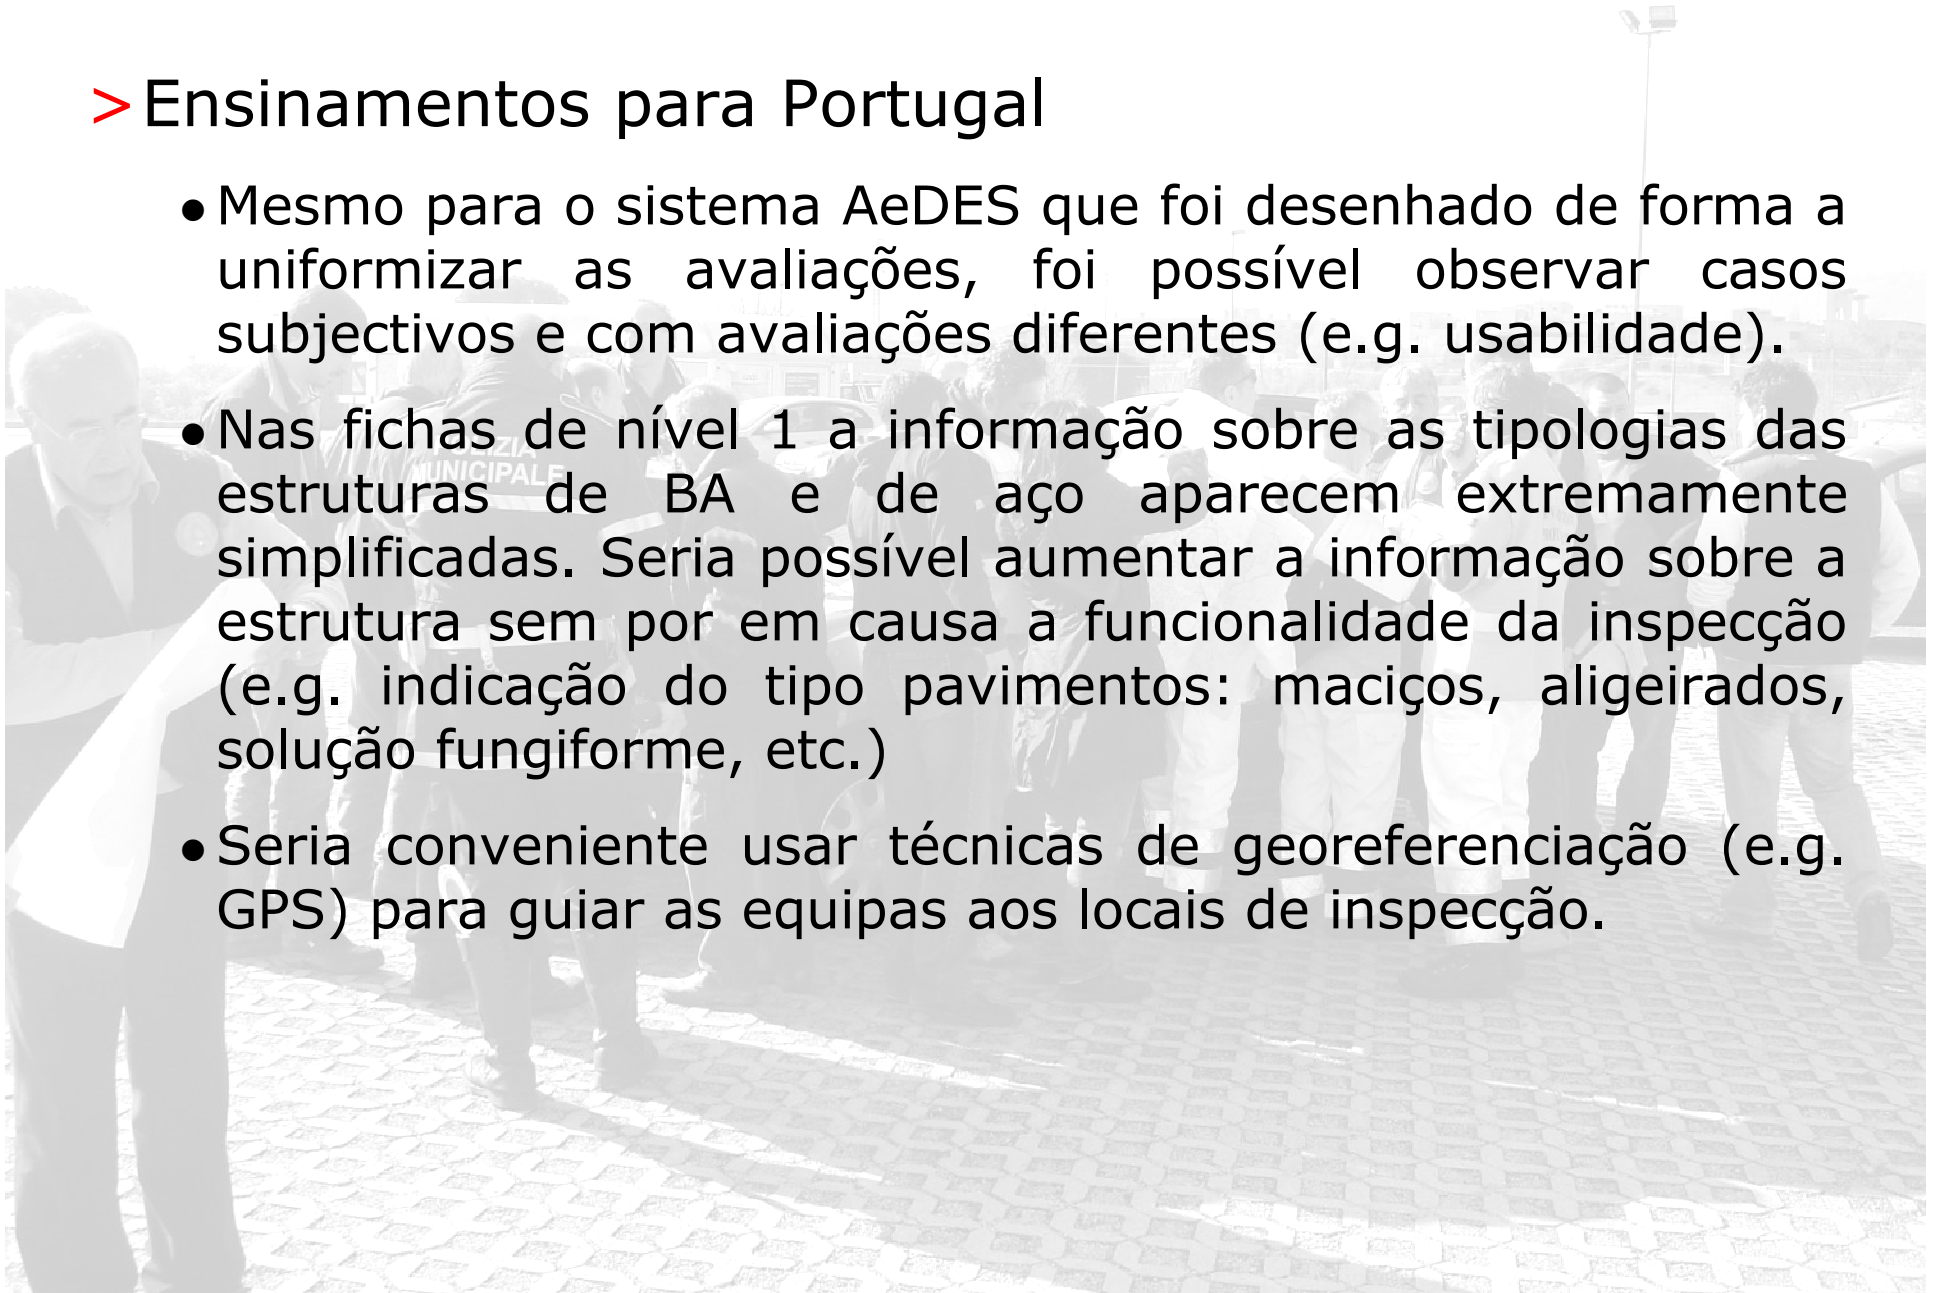 > Ensinamentos para Portugal
● Mesmo para o sistema AeDES que foi desenhado de forma a
uniformizar as avaliações, foi possível observar casos
subjectivos e com avaliações diferentes (e.g. usabilidade).
● Nas fichas de nível 1 a informação sobre as tipologias das
estruturas de BA e de aço aparecem extremamente
simplificadas. Seria possível aumentar a informação sobre a
estrutura sem por em causa a funcionalidade da inspecção
(e.g. indicação do tipo pavimentos: maciços, aligeirados,
solução fungiforme, etc.)
● Seria conveniente usar técnicas de georeferenciação (e.g.
GPS) para guiar as equipas aos locais de inspecção.
POLIZIA
MUNICIPALE